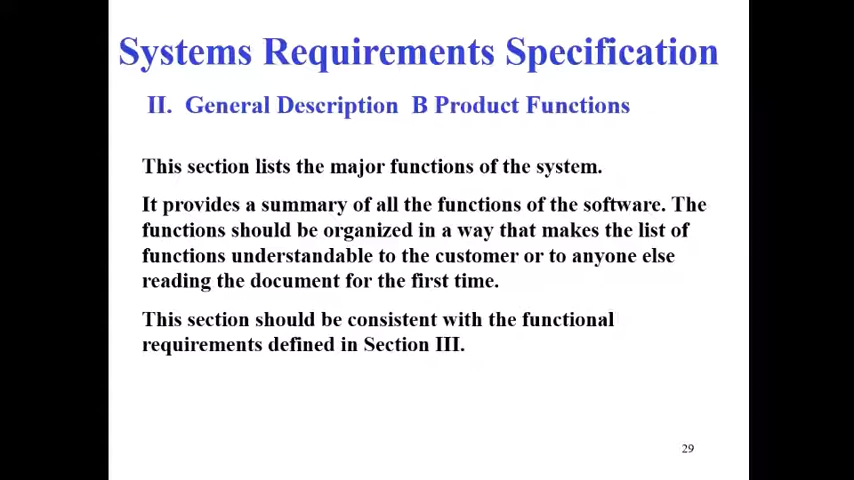 Systems Requirements Specification
II. General Description B Product Functions
This section lists the major functions of the system.
It provides a summary of all the functions of the software. The
functions should be organized in a way that makes the list of
functions understandable to the customer or to anyone else
reading the document for the first time.
This section should be consistent with the functional
requirements defined in Section III.
29